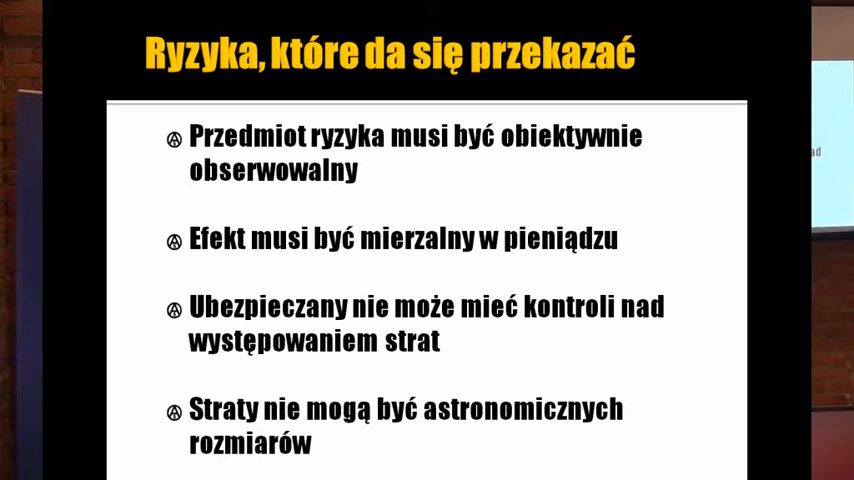 Ryzyka, które da się przekazać
Przedmiot ryzyka musi być obiektywnie
obserwowalny
Efekt musi być mierzalny w pieniądzu
Ubezpieczany nie może mieć kontroli nad
występowaniem strat
Straty nie mogą być astronomicznych
rozmiarów